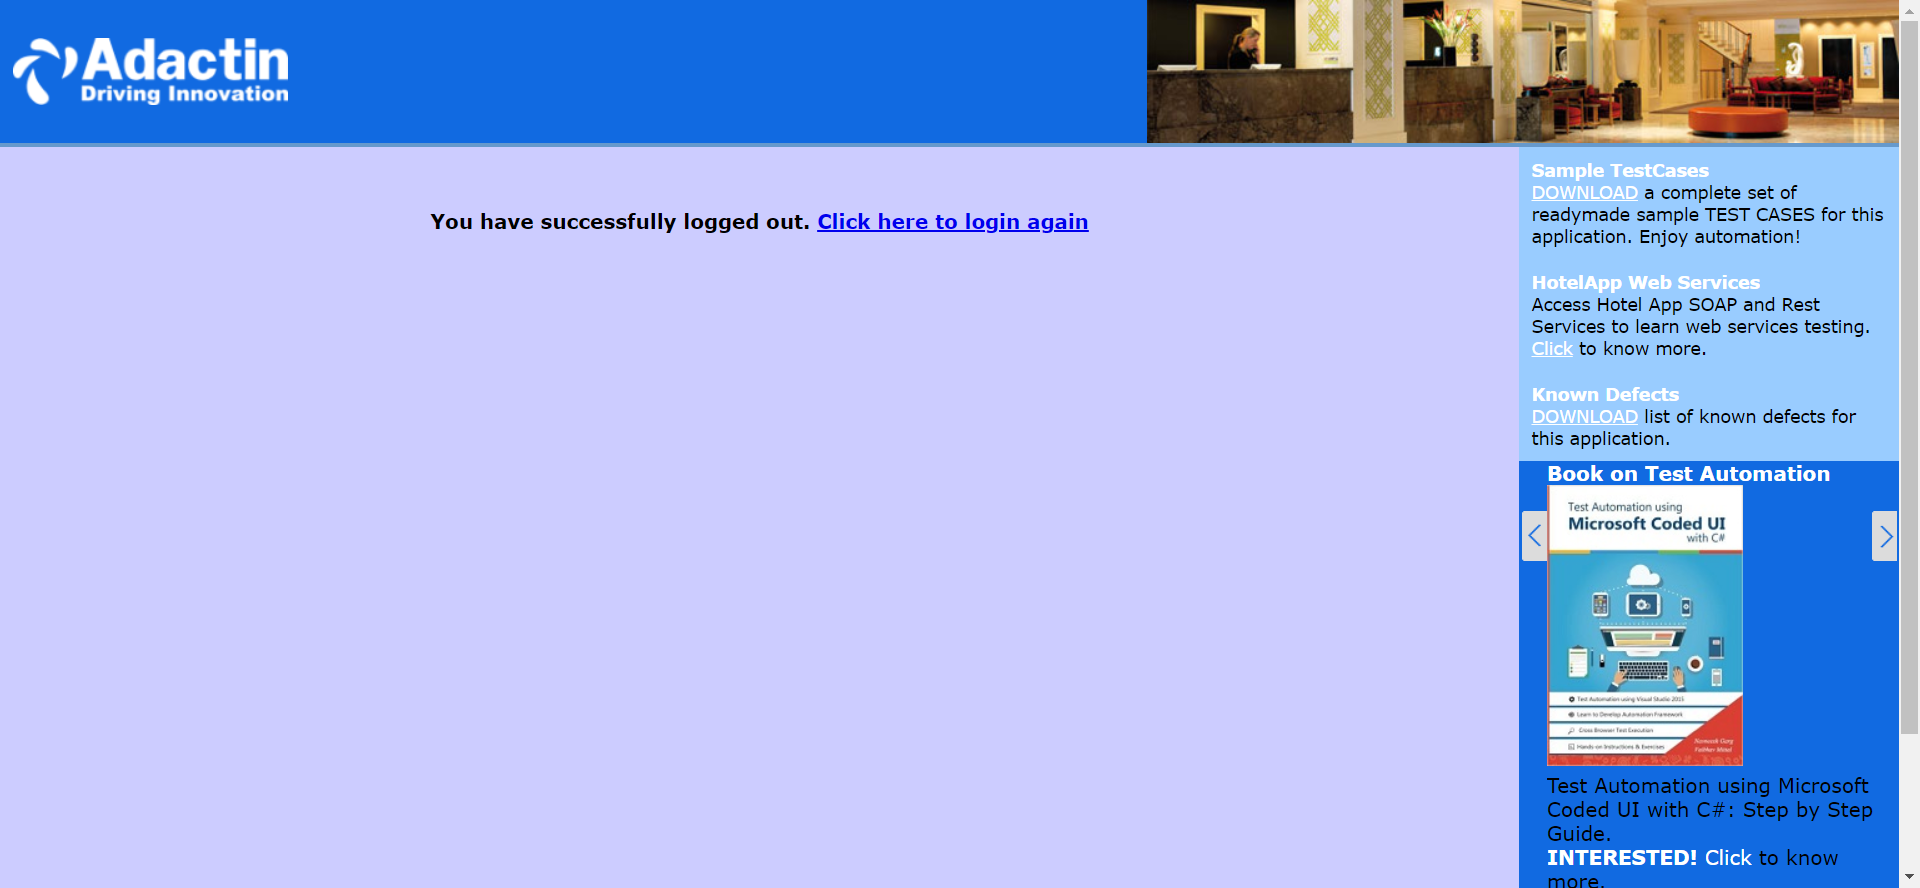 Adactin
Driving Innovation
You have successfully logged out. Click here to login again
Sample TestCases
DOWNLOAD a complete set of
readymade sample TEST CASES for this
application. Enjoy automation!
HotelApp Web Services
Access Hotel App SOAP and Rest
Services to learn web services testing.
Click to know more.
Known Defects
DOWNLOAD list of known defects for
this application.
Book on Test Automation
Test Automation using
Microsoft Coded UI
with C#
Test Automation using Visual Studio 2015
Learn to Develop Automation Framework
Cross Browser Test Execution
Hands-on Instructions & Exercises
Navneesh Garg
Vaibhav Mittal
Test Automation using Microsoft
Coded UI with C#: Step by Step
Guide.
INTERESTED! Click to know
more.